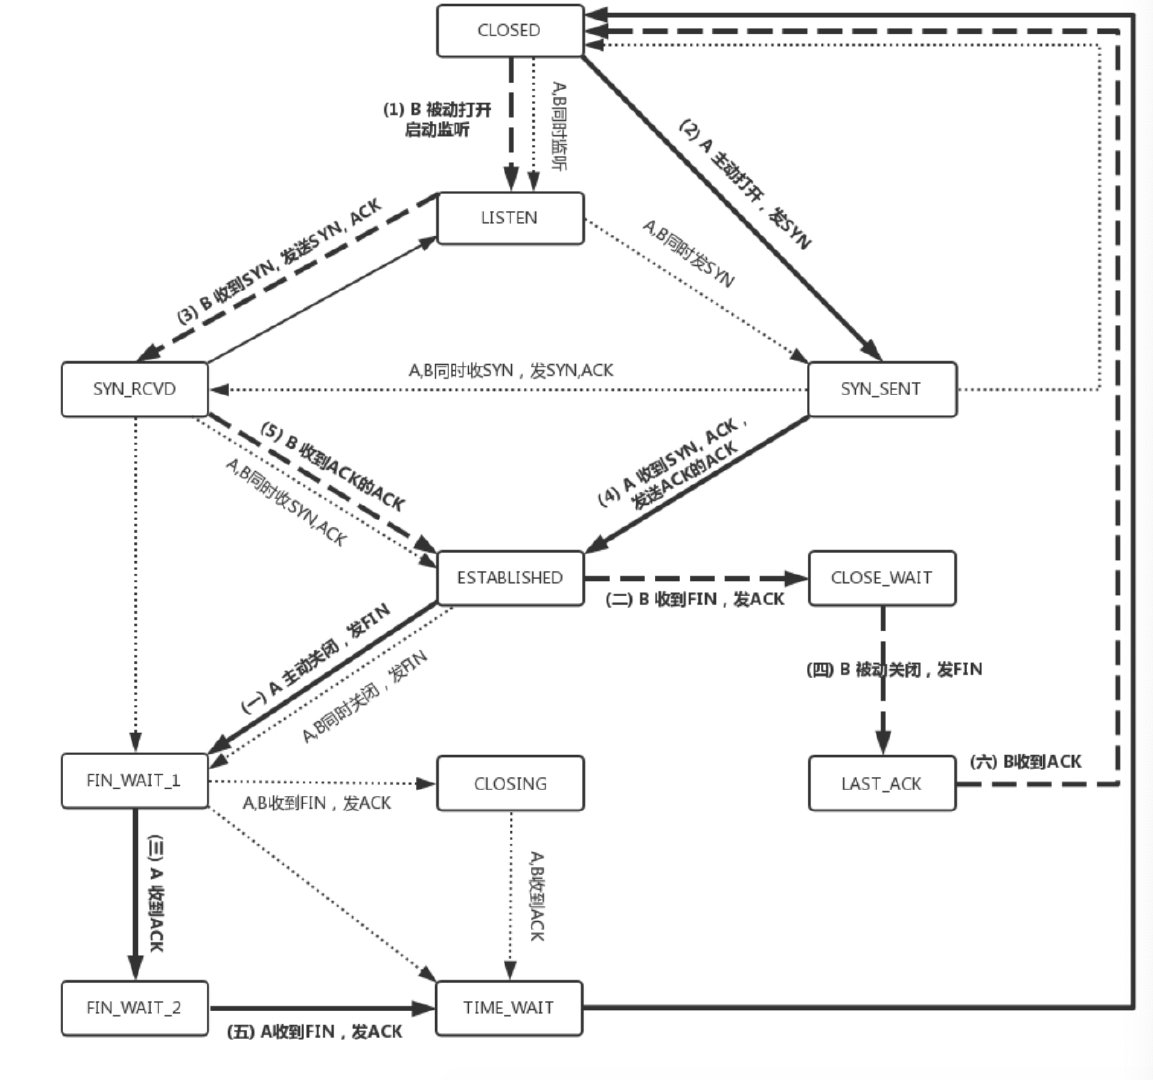 CLOSED
(1) B 被动打开
启动监听
A,B同时监听
(2) A 主动打开，发SYN
LISTEN
(3) B 收到SYN, 发送SYN, ACK
A,B同时发SYN
SYN_RCVD
A,B同时收SYN，发SYN,ACK
SYN_SENT
(5) B 收到ACK的ACK
A,B同时收SYN,ACK
(4) A 收到SYN, ACK，
发送ACK的ACK
ESTABLISHED
(二) B 收到FIN，发ACK
CLOSE_WAIT
(一) A 主动关闭，发FIN
A,B同时关闭，发FIN
(四) B 被动关闭，发FIN
FIN_WAIT_1
A,B收到FIN，发ACK
CLOSING
LAST_ACK
(六) B收到ACK
(三) A 收到ACK
A,B收到ACK
FIN_WAIT_2
(五) A收到FIN，发ACK
TIME_WAIT